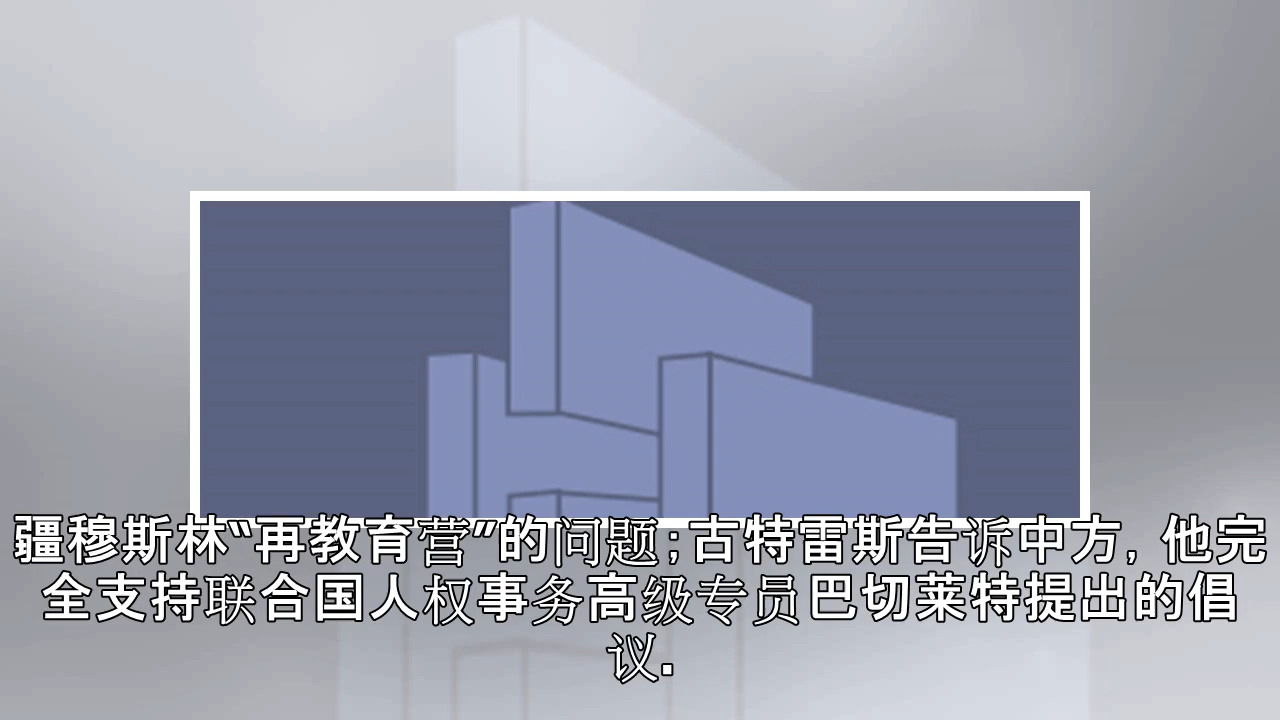 疆穆斯林“再教育营”的问题;古特雷斯告诉中方, 他完
全支持联合国人权事务高级专员巴切莱特提出的倡
议.